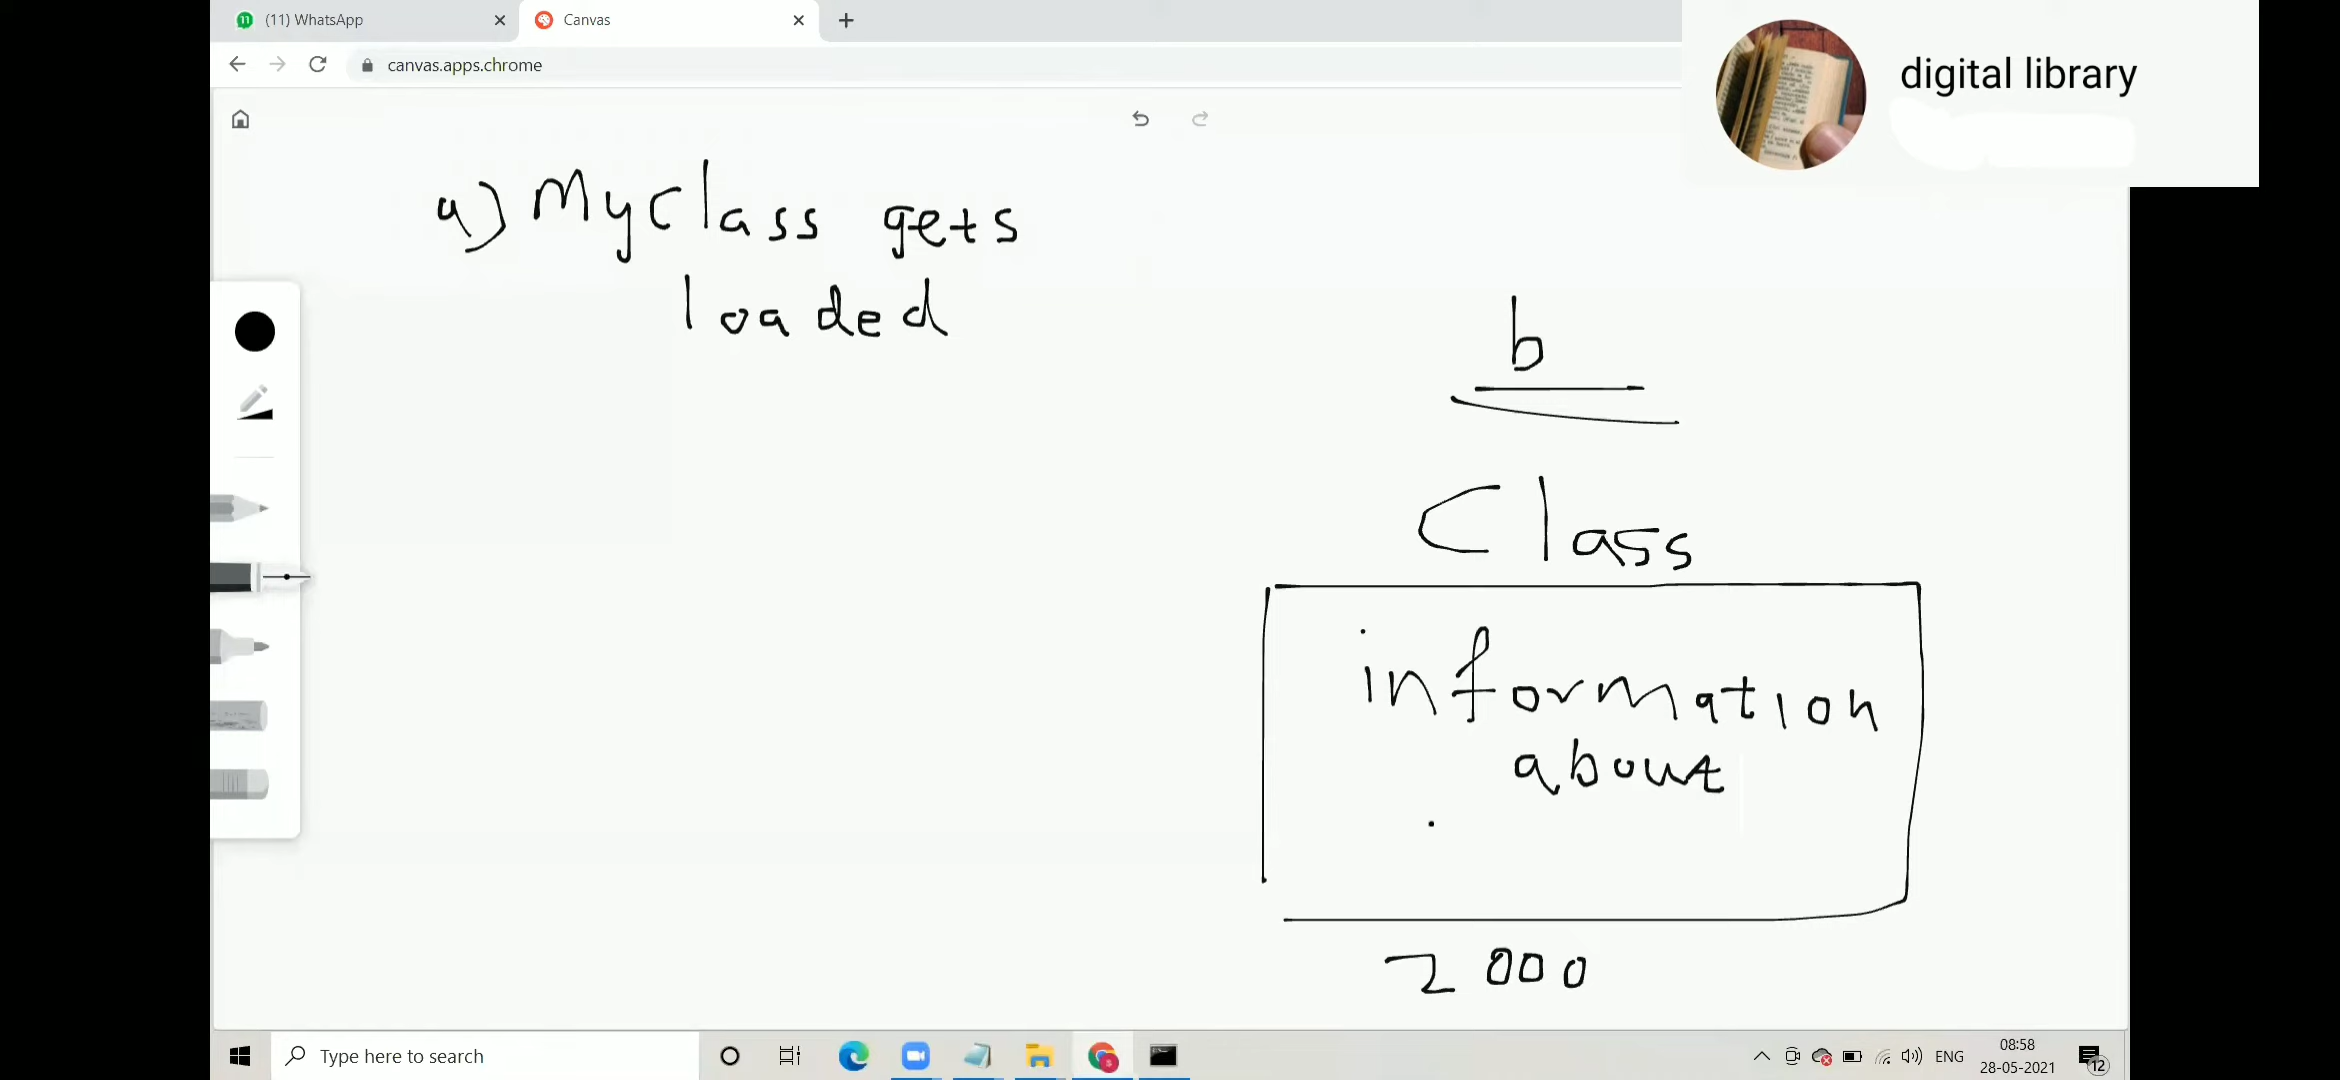 (11) WhatsApp
Canvas
canvas.apps.chrome
digital library
a) MyClass gets
loaded
b
Class
information
about
2000
Type here to search
ENG
08:58
28-05-2021
12